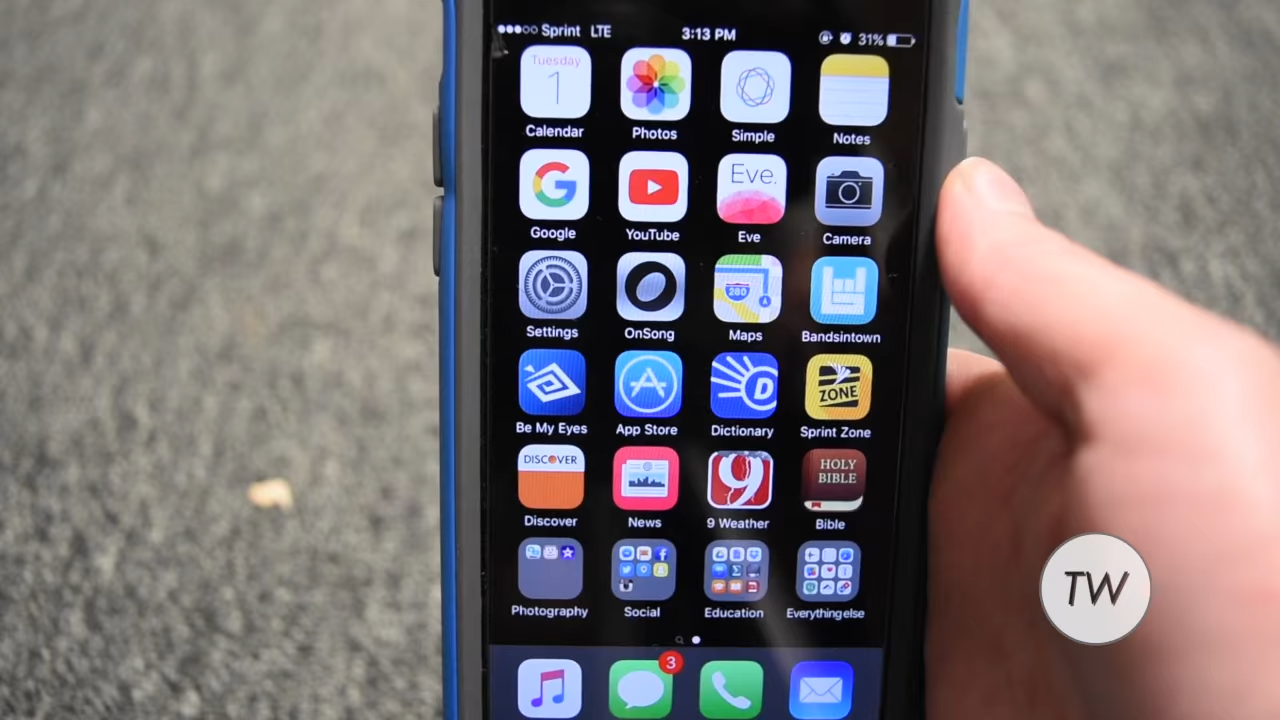 Sprint LTE 3:13 PM 31%
Tuesday
1
Calendar Photos Simple Notes
G Eve.
Google YouTube Eve Camera
280
Settings OnSong Maps Bandsintown
D ZONE
Be My Eyes App Store Dictionary Sprint Zone
DISCOVER 9 HOLY
BIBLE
Discover News 9 Weather Bible
Photography Social Education Everything else
3
TW